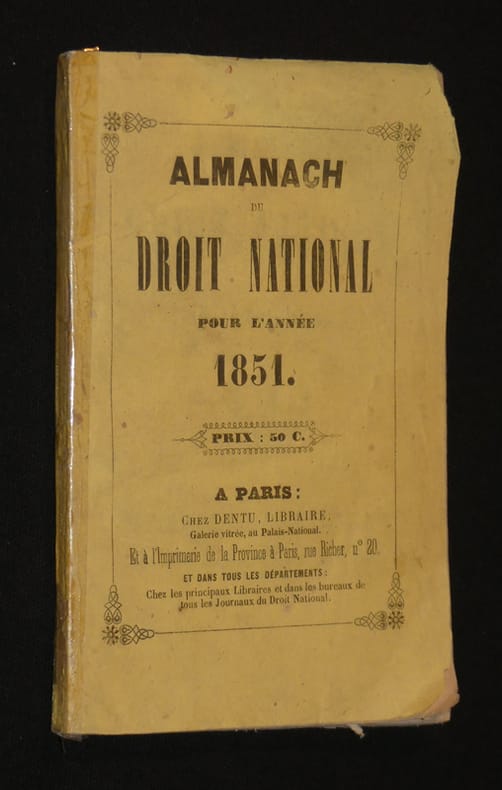 ALMANACH
DU
DROIT NATIONAL
POUR L'ANNÉE
1851.
PRIX : 50 C.
A PARIS :
CHEZ DENTU, LIBRAIRE,
Galerie vitrée, au Palais-National.
Et à l'Imprimerie de la Province à Paris, rue Richer, n° 20.
ET DANS TOUS LES DÉPARTEMENTS :
Chez les principaux Libraires et dans les bureaux de
tous les Journaux du Droit National.